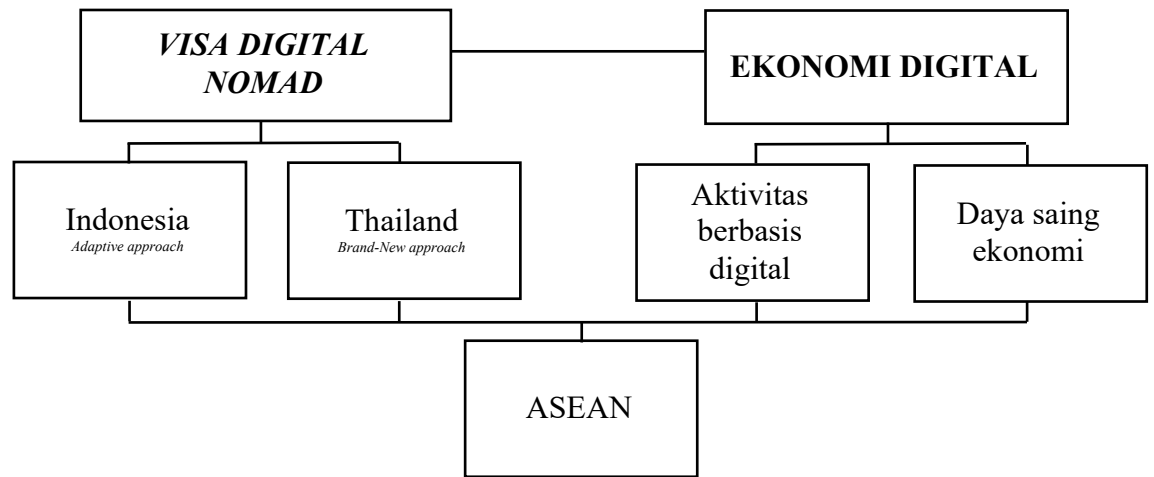 VISA DIGITAL
NOMAD
EKONOMI DIGITAL
Indonesia
Adaptive approach
Thailand
Brand-New approach
Aktivitas
berbasis
digital
Daya saing
ekonomi
ASEAN